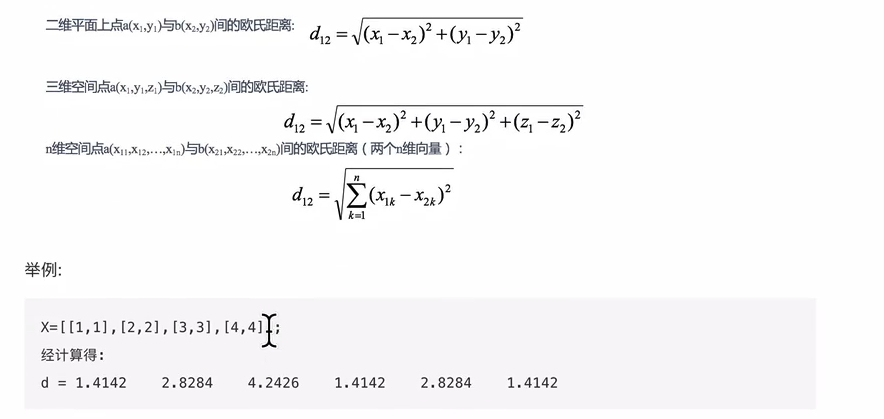 二维平面上点a(x₁,y₁)与b(x₂,y₂)间的欧氏距离: d₁₂ = √((x₁ − x₂)² + (y₁ − y₂)²)
三维空间点a(x₁,y₁,z₁)与b(x₂,y₂,z₂)间的欧氏距离:
d₁₂ = √((x₁ − x₂)² + (y₁ − y₂)² + (z₁ − z₂)²)
n维空间点a(x₁₁,x₁₂,…,x₁ₙ)与b(x₂₁,x₂₂,…,x₂ₙ)间的欧氏距离（两个n维向量）:
d₁₂ = √(∑ₖ₌₁ⁿ (x₁ₖ − x₂ₖ)²)
举例:
X=[[1,1],[2,2],[3,3],[4,4]];
经计算得:
d = 1.4142 2.8284 4.2426 1.4142 2.8284 1.4142